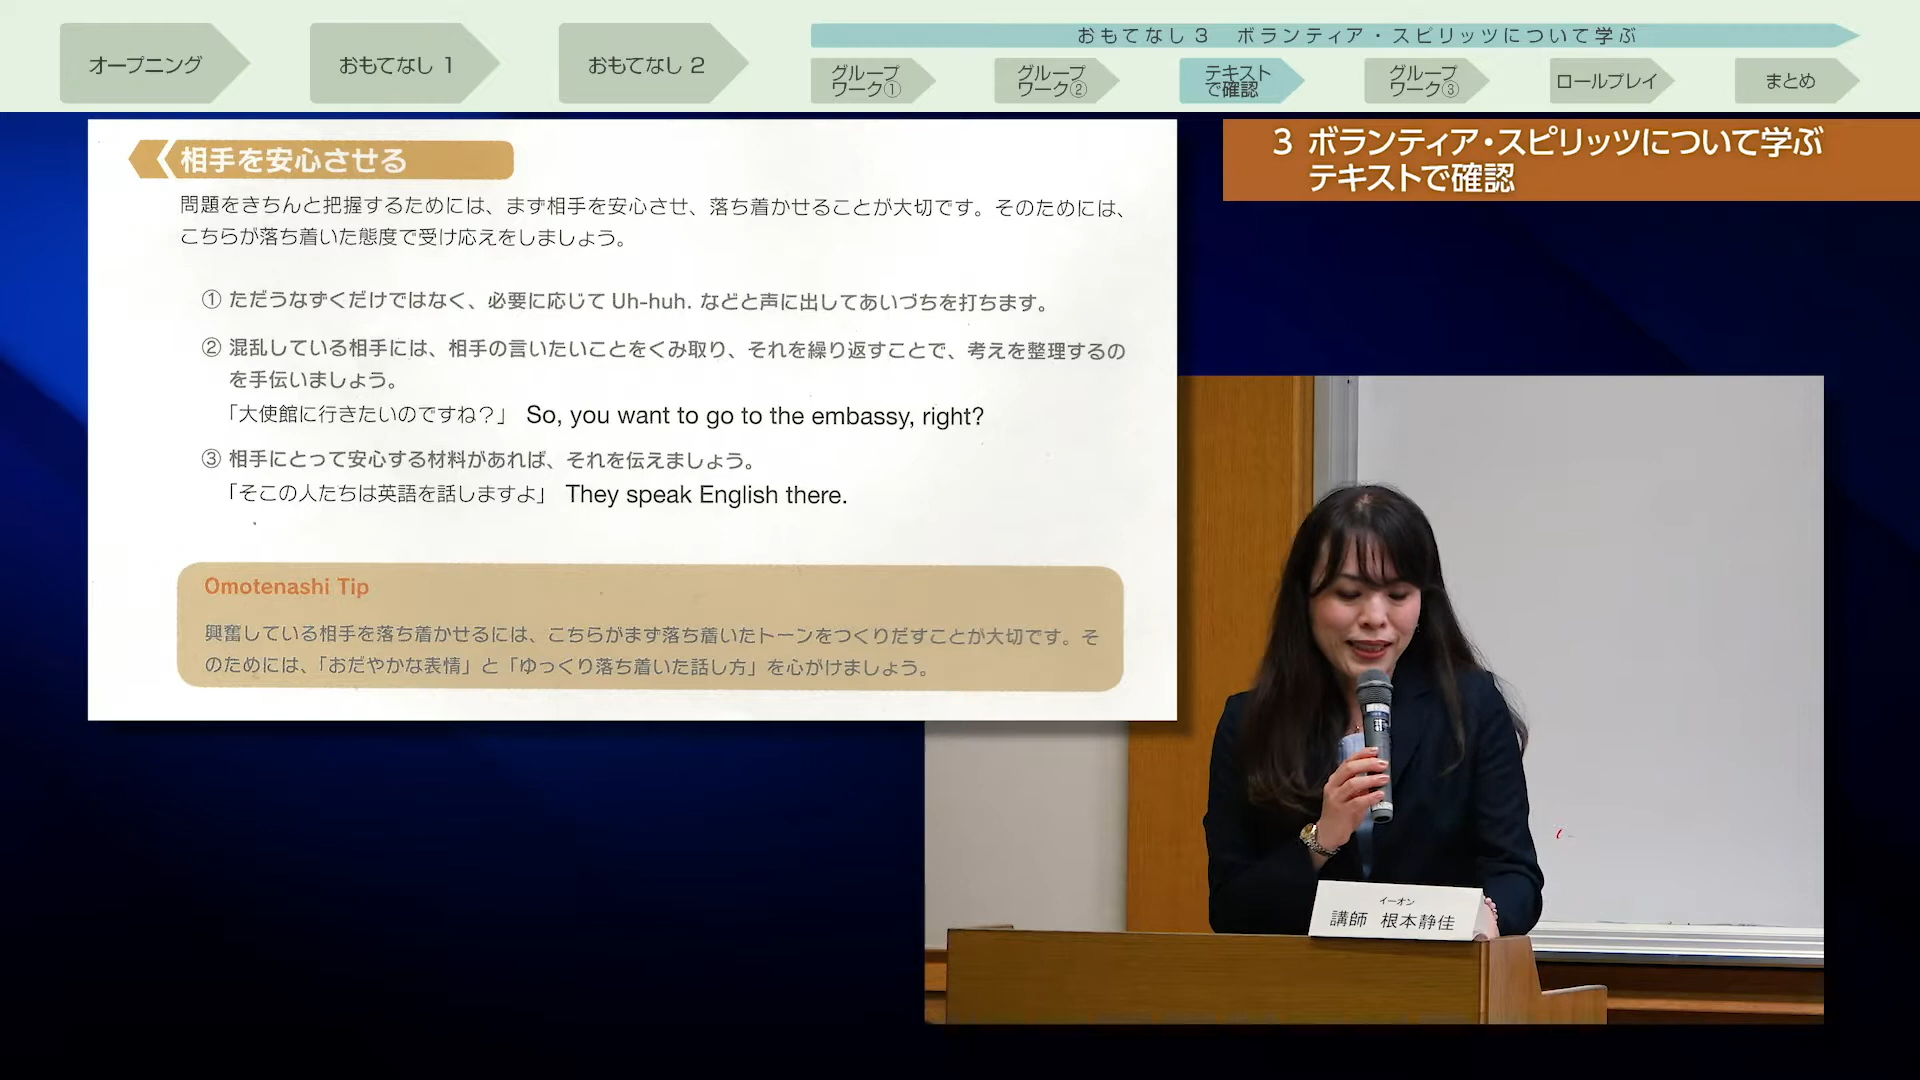 オープニング
おもてなし 1
おもてなし 2
おもてなし 3　ボランティア・スピリッツについて学ぶ
グループ
ワーク①
グループ
ワーク②
テキスト
で確認
グループ
ワーク③
ロールプレイ
まとめ
相手を安心させる
問題をきちんと把握するためには、まず相手を安心させ、落ち着かせることが大切です。そのためには、
こちらが落ち着いた態度で受け応えをしましょう。
① ただうなずくだけではなく、必要に応じて Uh-huh. などと声に出してあいづちを打ちます。
② 混乱している相手には、相手の言いたいことをくみ取り、それを繰り返すことで、考えを整理するの
を手伝いましょう。
「大使館に行きたいのですね？」 So, you want to go to the embassy, right?
③ 相手にとって安心する材料があれば、それを伝えましょう。
「そこの人たちは英語を話しますよ」 They speak English there.
Omotenashi Tip
興奮している相手を落ち着かせるには、こちらがまず落ち着いたトーンをつくりだすことが大切です。そ
のためには、「おだやかな表情」と「ゆっくり落ち着いた話し方」を心がけましょう。
3 ボランティア・スピリッツについて学ぶ
テキストで確認
イーオン
講師 根本静佳